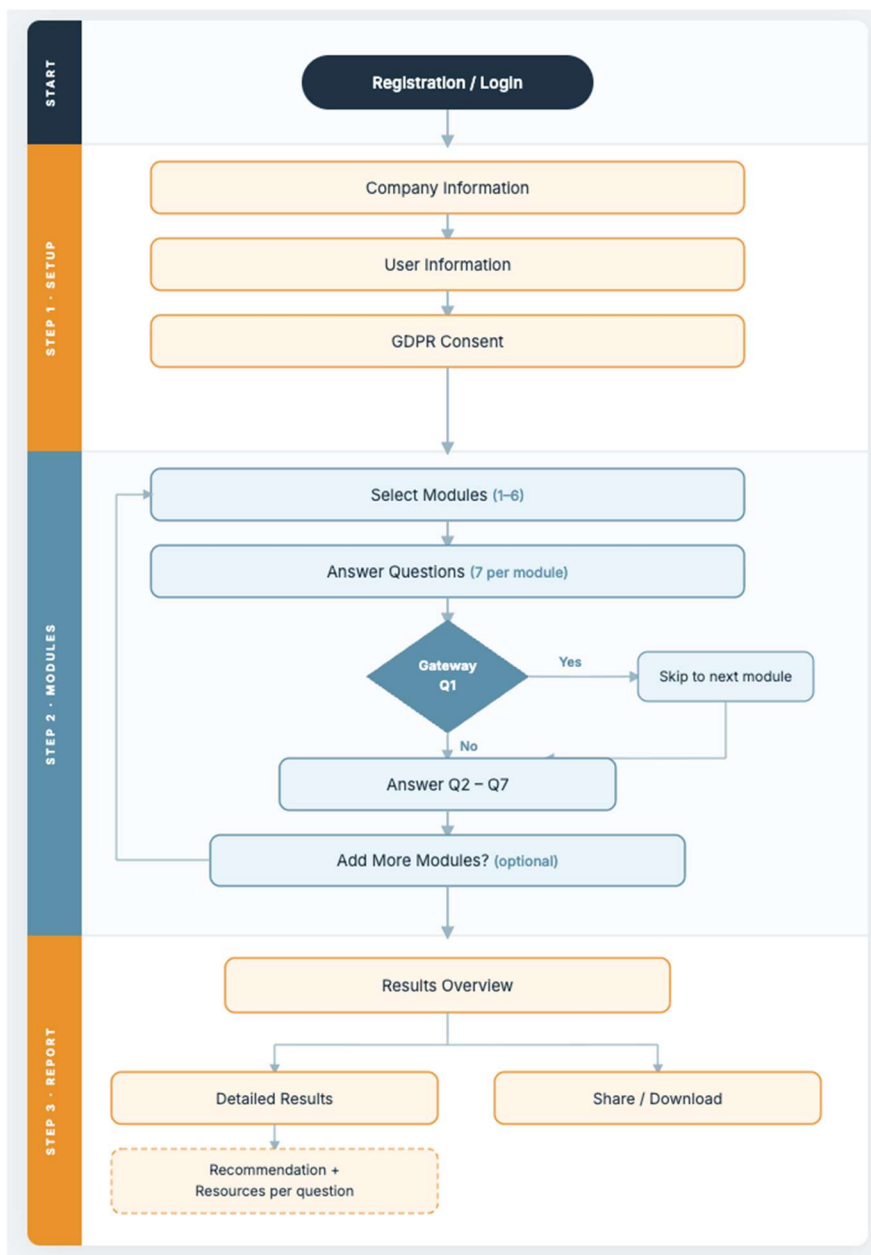 START
Registration / Login
STEP 1 · SETUP
Company Information
User Information
GDPR Consent
STEP 2 · MODULES
Select Modules (1–6)
Answer Questions (7 per module)
Gateway
Q1
Yes
Skip to next module
No
Answer Q2 – Q7
Add More Modules? (optional)
STEP 3 · REPORT
Results Overview
Detailed Results
Share / Download
Recommendation +
Resources per question